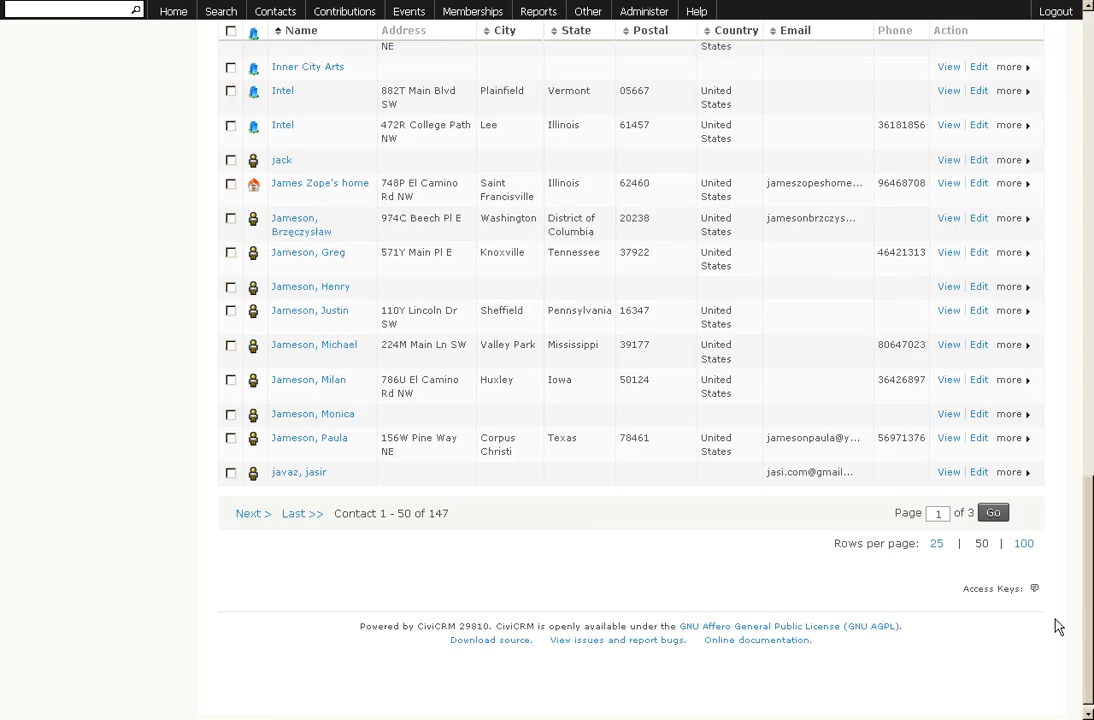 Home Search Contacts Contributions Events Memberships Reports Other Administer Help Logout
Name Address City State Postal Country Email Phone Action
NE States
Inner City Arts View Edit more
Intel 882T Main Blvd Plainfield Vermont 05667 United View Edit more
SW States
Intel 472R College Path Lee Illinois 61457 United 36181856 View Edit more
NW States
jack View Edit more
James Zope's home 748P El Camino Saint Illinois 62460 United jameszopeshome... 96468708 View Edit more
Rd NW Francisville States
Jameson, 974C Beech Pl E Washington District of 20238 United jamesonbrzczys... View Edit more
Brzęczysław Columbia States
Jameson, Greg 571Y Main Pl E Knoxville Tennessee 37922 United 46421313 View Edit more
States
Jameson, Henry View Edit more
Jameson, Justin 110Y Lincoln Dr Sheffield Pennsylvania 16347 United View Edit more
SW States
Jameson, Michael 224M Main Ln SW Valley Park Mississippi 39177 United 80647023 View Edit more
States
Jameson, Milan 786U El Camino Huxley Iowa 50124 United 36426897 View Edit more
Rd NW States
Jameson, Monica View Edit more
Jameson, Paula 156W Pine Way Corpus Texas 78461 United jamesonpaula@y... 56971376 View Edit more
NE Christi States
javaz, jasir jasi.com@gmail... View Edit more
Next > Last >> Contact 1 - 50 of 147 Page 1 of 3 Go
Rows per page: 25 | 50 | 100
Access Keys:
Powered by CiviCRM 29810. CiviCRM is openly available under the GNU Affero General Public License (GNU AGPL).
Download source. View issues and report bugs. Online documentation.